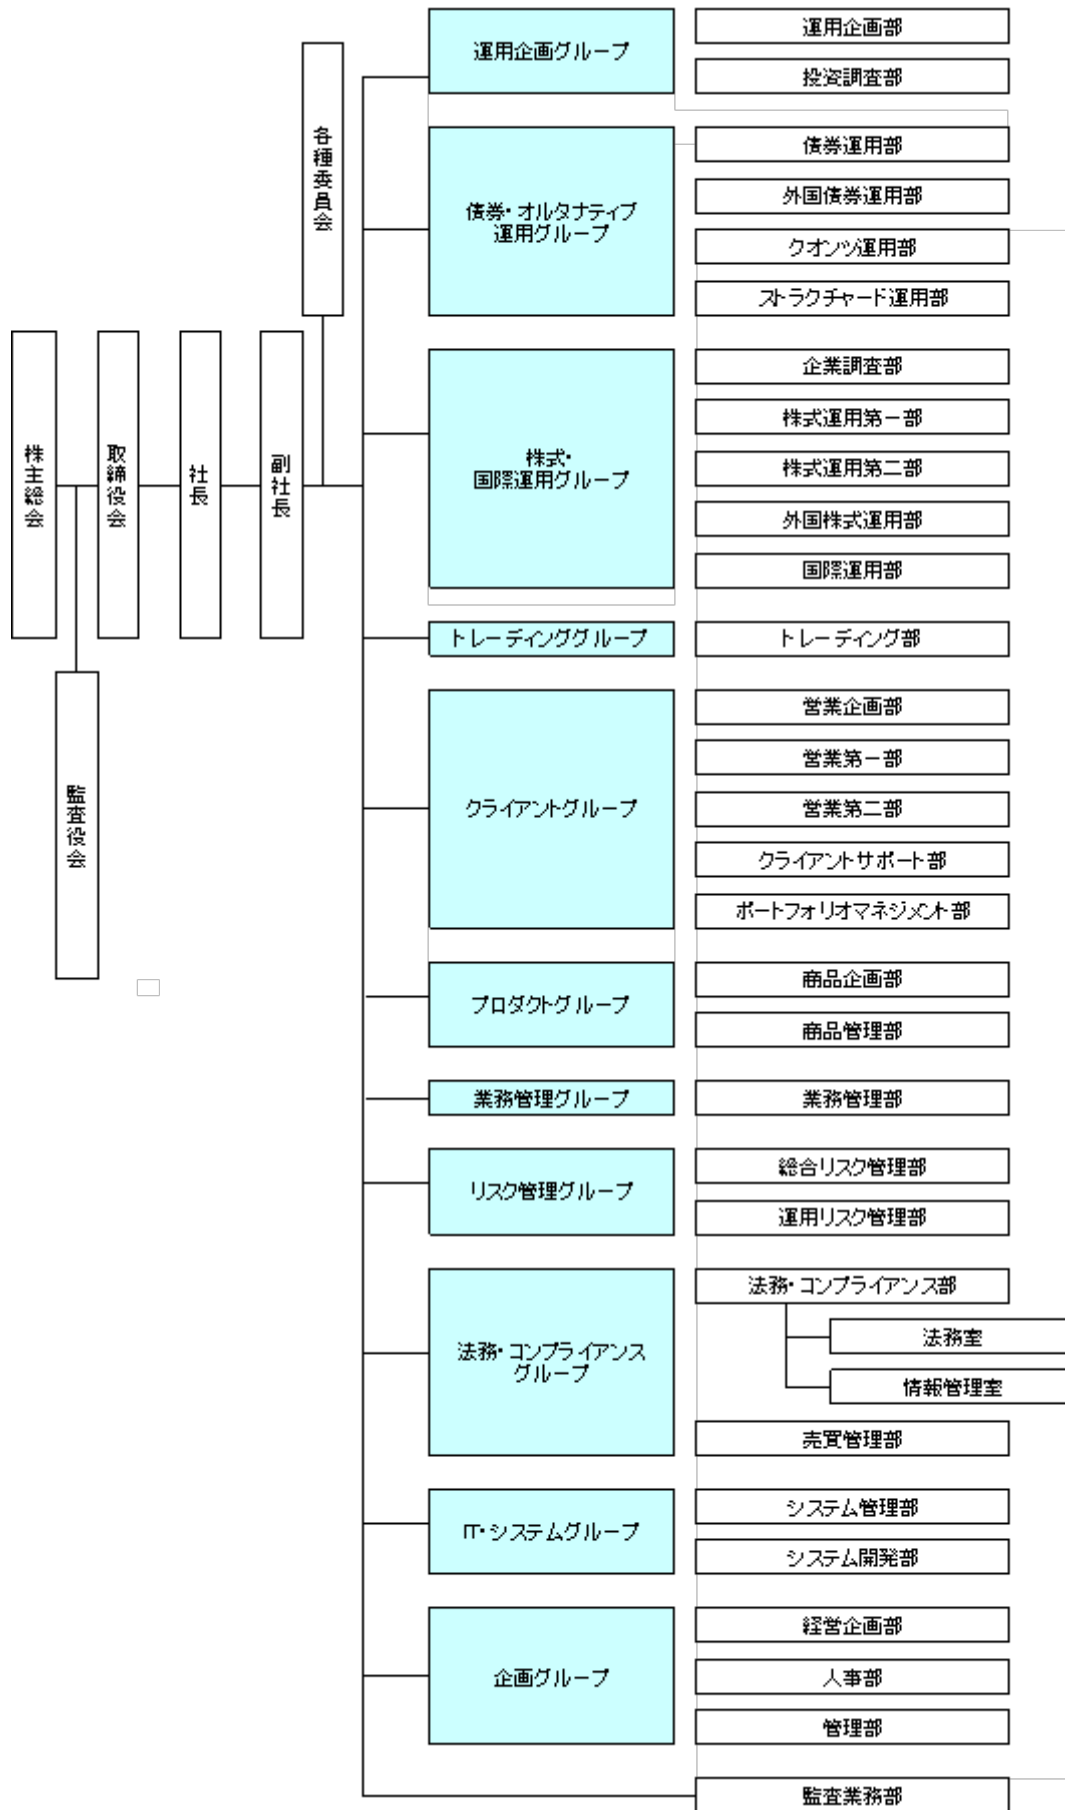 株主総会
監査役会
取締役会
社長
副社長
各種委員会
運用企画グループ
運用企画部
投資調査部
債券・オルタナティブ
運用グループ
債券運用部
外国債券運用部
クオンツ運用部
ストラクチャード運用部
株式・
国際運用グループ
企業調査部
株式運用第一部
株式運用第二部
外国株式運用部
国際運用部
トレーディンググループ
トレーディング部
クライアントグループ
営業企画部
営業第一部
営業第二部
クライアントサポート部
ポートフォリオマネジメント部
プロダクトグループ
商品企画部
商品管理部
業務管理グループ
業務管理部
リスク管理グループ
総合リスク管理部
運用リスク管理部
法務・コンプライアンス
グループ
法務・コンプライアンス部
法務室
情報管理室
売買管理部
IT・システムグループ
システム管理部
システム開発部
企画グループ
経営企画部
人事部
管理部
監査業務部